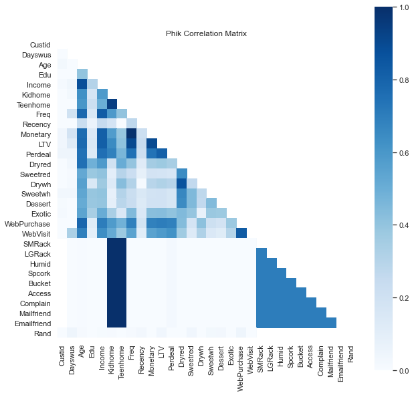 Phik Correlation Matrix
Custid
Dayswus
Age
Edu
Income
Kidhome
Teenhome
Freq
Recency
Monetary
LTV
Perdeal
Dryred
Sweetred
Drywh
Sweetwh
Dessert
Exotic
WebPurchase
WebVisit
SMRack
LGRack
Humid
Spcork
Bucket
Access
Complain
Mailfriend
Emailfriend
Rand
Custid
Dayswus
Age
Edu
Income
Kidhome
Teenhome
Freq
Recency
Monetary
LTV
Perdeal
Dryred
Sweetred
Drywh
Sweetwh
Dessert
Exotic
WebPurchase
WebVisit
SMRack
LGRack
Humid
Spcork
Bucket
Access
Complain
Mailfriend
Emailfriend
Rand
1.0
0.8
0.6
0.4
0.2
0.0